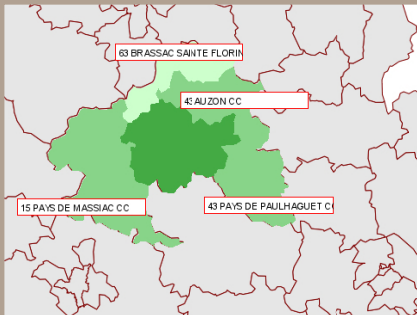 63 BRASSAC SAINTE FLORIN
43 AUZON CC
15 PAYS DE MASSIAC CC
43 PAYS DE PAULHAGUET C